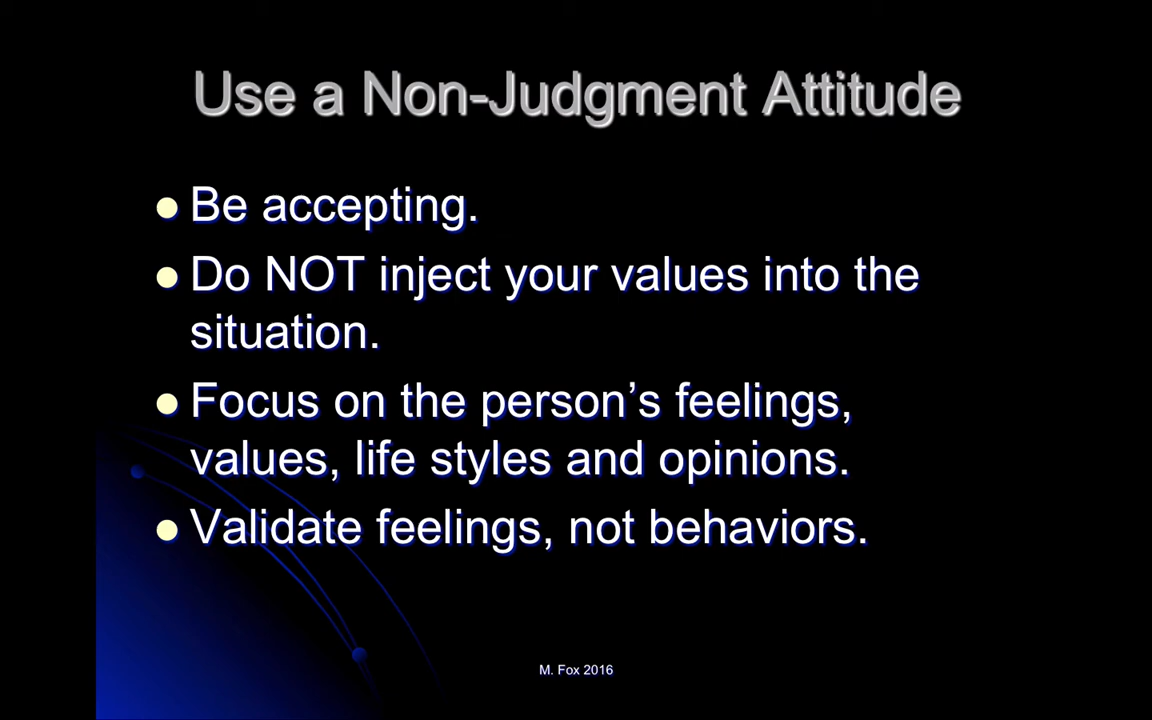 Use a Non-Judgment Attitude
Be accepting.
Do NOT inject your values into the
situation.
Focus on the person’s feelings,
values, life styles and opinions.
Validate feelings, not behaviors.
M. Fox 2016